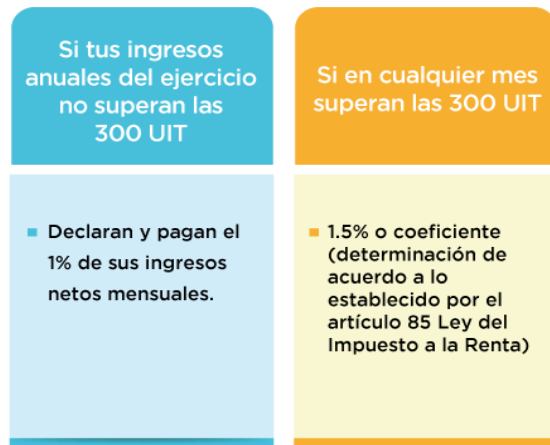 Si tus ingresos
anuales del ejercicio
no superan las
300 UIT
Declaran y pagan el
1% de sus ingresos
netos mensuales.
Si en cualquier mes
superan las 300 UIT
1.5% o coeficiente
(determinación de
acuerdo a lo
establecido por el
artículo 85 Ley del
Impuesto a la Renta)